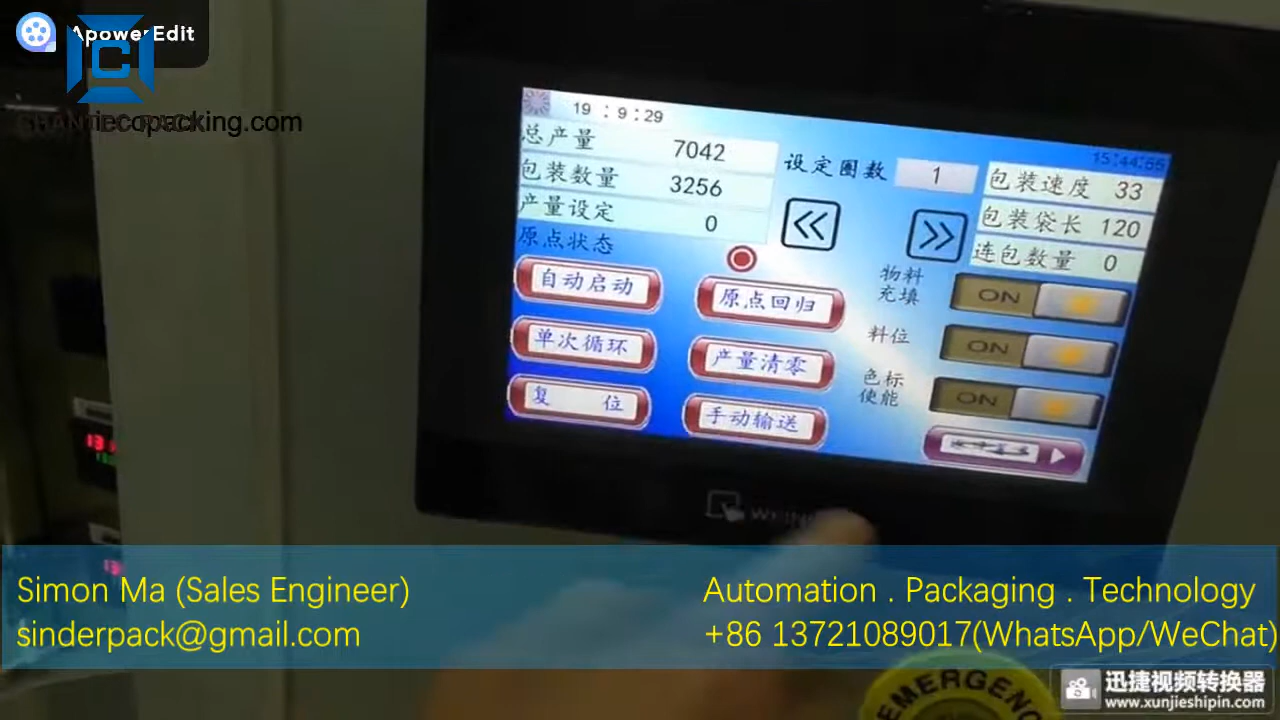 ApowerEdit
copacking.com
19 : 9 : 29
15:44:
总产量 7042
包装数量 3256
产量设定 0
原点状态
设定圈数 1
包装速度 33
包装袋长 120
连包数量 0
自动启动
原点回归
物料充填 ON
单次循环
产量清零
料位 ON
复 位
手动输送
色标使能 ON
Simon Ma (Sales Engineer)
sinderpack@gmail.com
Automation . Packaging . Technology
+86 13721089017(WhatsApp/WeChat)
EMERGENC
迅捷视频转换器
www.xunjieshipin.com